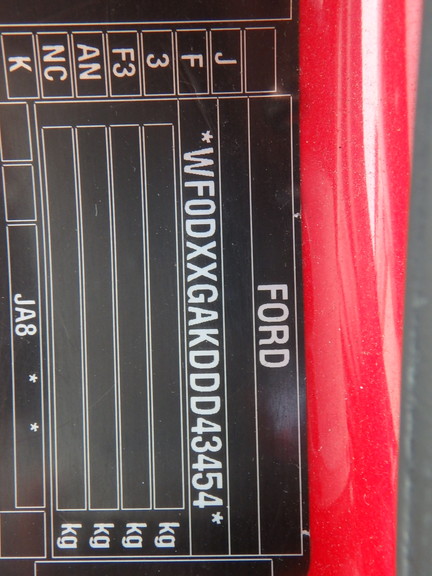 FORD
J
F *WF0DXXGAKDDD43454*
3 kg
F3 kg
AN kg
NC kg
K JA8 * *